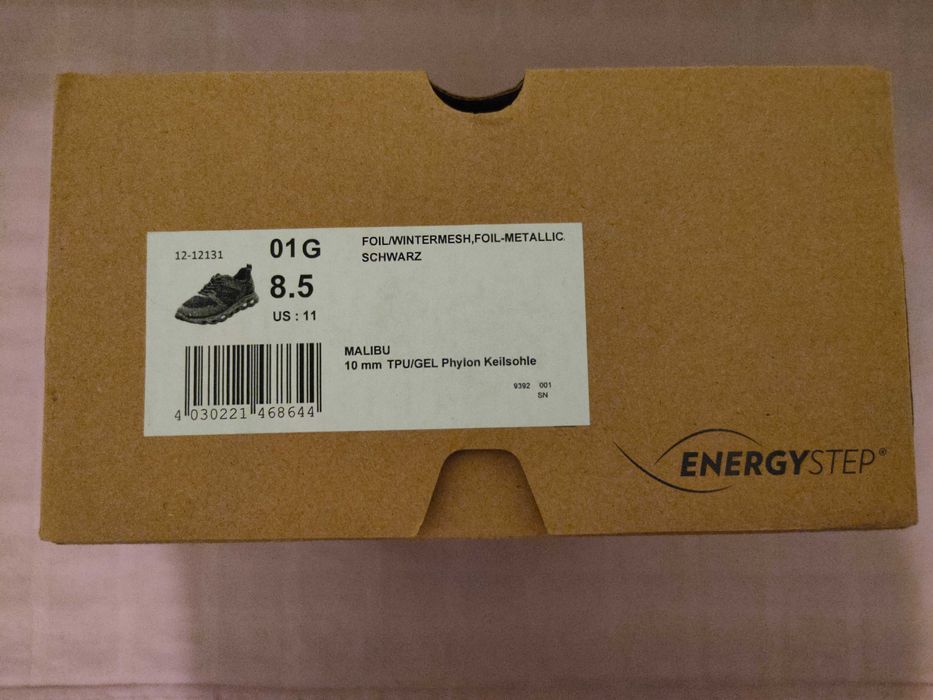 12-12131
01 G
FOIL/WINTERMESH,FOIL-METALLIC.
SCHWARZ
8.5
US : 11
MALIBU
10 mm TPU/GEL Phylon Keilsohle
9392 001
SN
4 030221 468644
ENERGYSTEP®